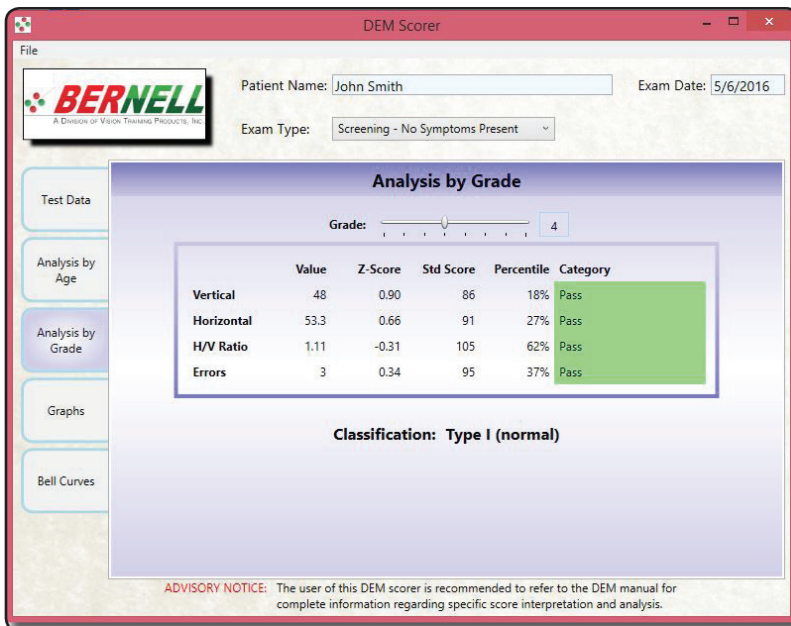 DEM Scorer
File
BERNELL
A DIVISION OF VISION TRAINING PRODUCTS, INC.
Patient Name: John Smith
Exam Date: 5/6/2016
Exam Type: Screening - No Symptoms Present
Test Data
Analysis by
Age
Analysis by
Grade
Graphs
Bell Curves
Analysis by Grade
Grade: 4
Value Z-Score Std Score Percentile Category
Vertical 48 0.90 86 18% Pass
Horizontal 53.3 0.66 91 27% Pass
H/V Ratio 1.11 -0.31 105 62% Pass
Errors 3 0.34 95 37% Pass
Classification: Type I (normal)
ADVISORY NOTICE: The user of this DEM scorer is recommended to refer to the DEM manual for
complete information regarding specific score interpretation and analysis.